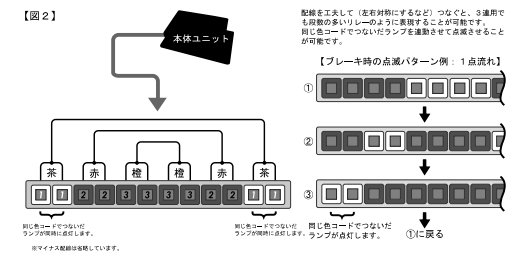 【図２】
本体ユニット
茶
赤
橙
橙
赤
茶
1 1 2 2 3 3 3 3 2 2 1 1
同じ色コードでつないだ
ランプが同時に点灯します。
同じ色コードでつないだ
ランプが同時に点灯します。
※マイナス配線は省略しています。
配線を工夫して（左右対称にするなど）つなぐと、３連用で
も段数の多いリレーのように表現することが可能です。
同じ色コードでつないだランプを連動させて点滅させること
が可能です。
【ブレーキ時の点滅パターン例：１点流れ】
①
②
③
同じ色コードでつないだ
ランプが点灯します。
①に戻る